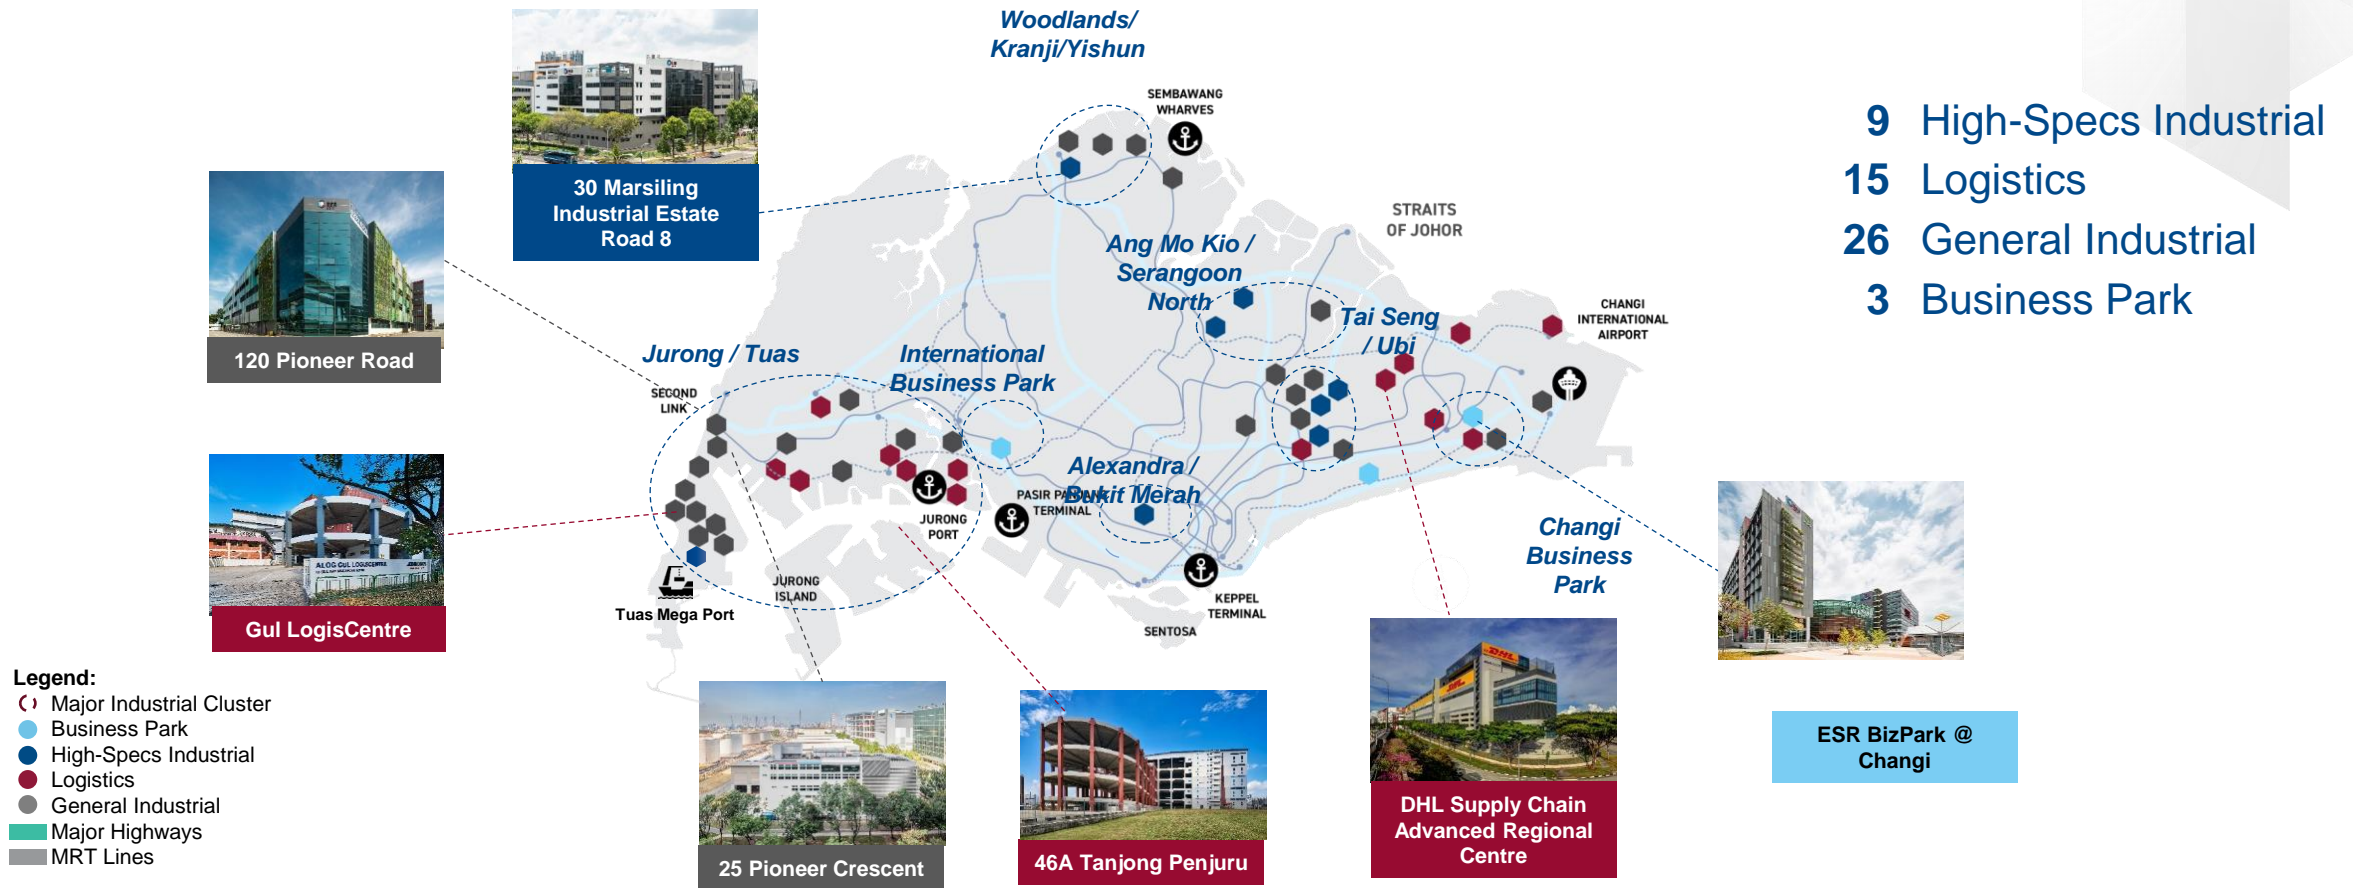 Woodlands/
Kranji/Yishun
SEMBAWANG
WHARVES
9 High-Specs Industrial
15 Logistics
26 General Industrial
3 Business Park
30 Marsiling
Industrial Estate
Road 8
STRAITS
OF JOHOR
Ang Mo Kio /
Serangoon
North
120 Pioneer Road
Tai Seng
/ Ubi
CHANGI
INTERNATIONAL
AIRPORT
Jurong / Tuas
International
Business Park
SECOND
LINK
Alexandra /
Bukit Merah
PASIR PANJANG
TERMINAL
JURONG
PORT
Changi
Business
Park
ALOG GUL LOGISCENTRE
Gul LogisCentre
JURONG
ISLAND
Tuas Mega Port
KEPPEL
TERMINAL
SENTOSA
DHL
Legend:
Major Industrial Cluster
Business Park
High-Specs Industrial
Logistics
General Industrial
Major Highways
MRT Lines
25 Pioneer Crescent
46A Tanjong Penjuru
DHL Supply Chain
Advanced Regional
Centre
ESR BizPark @
Changi